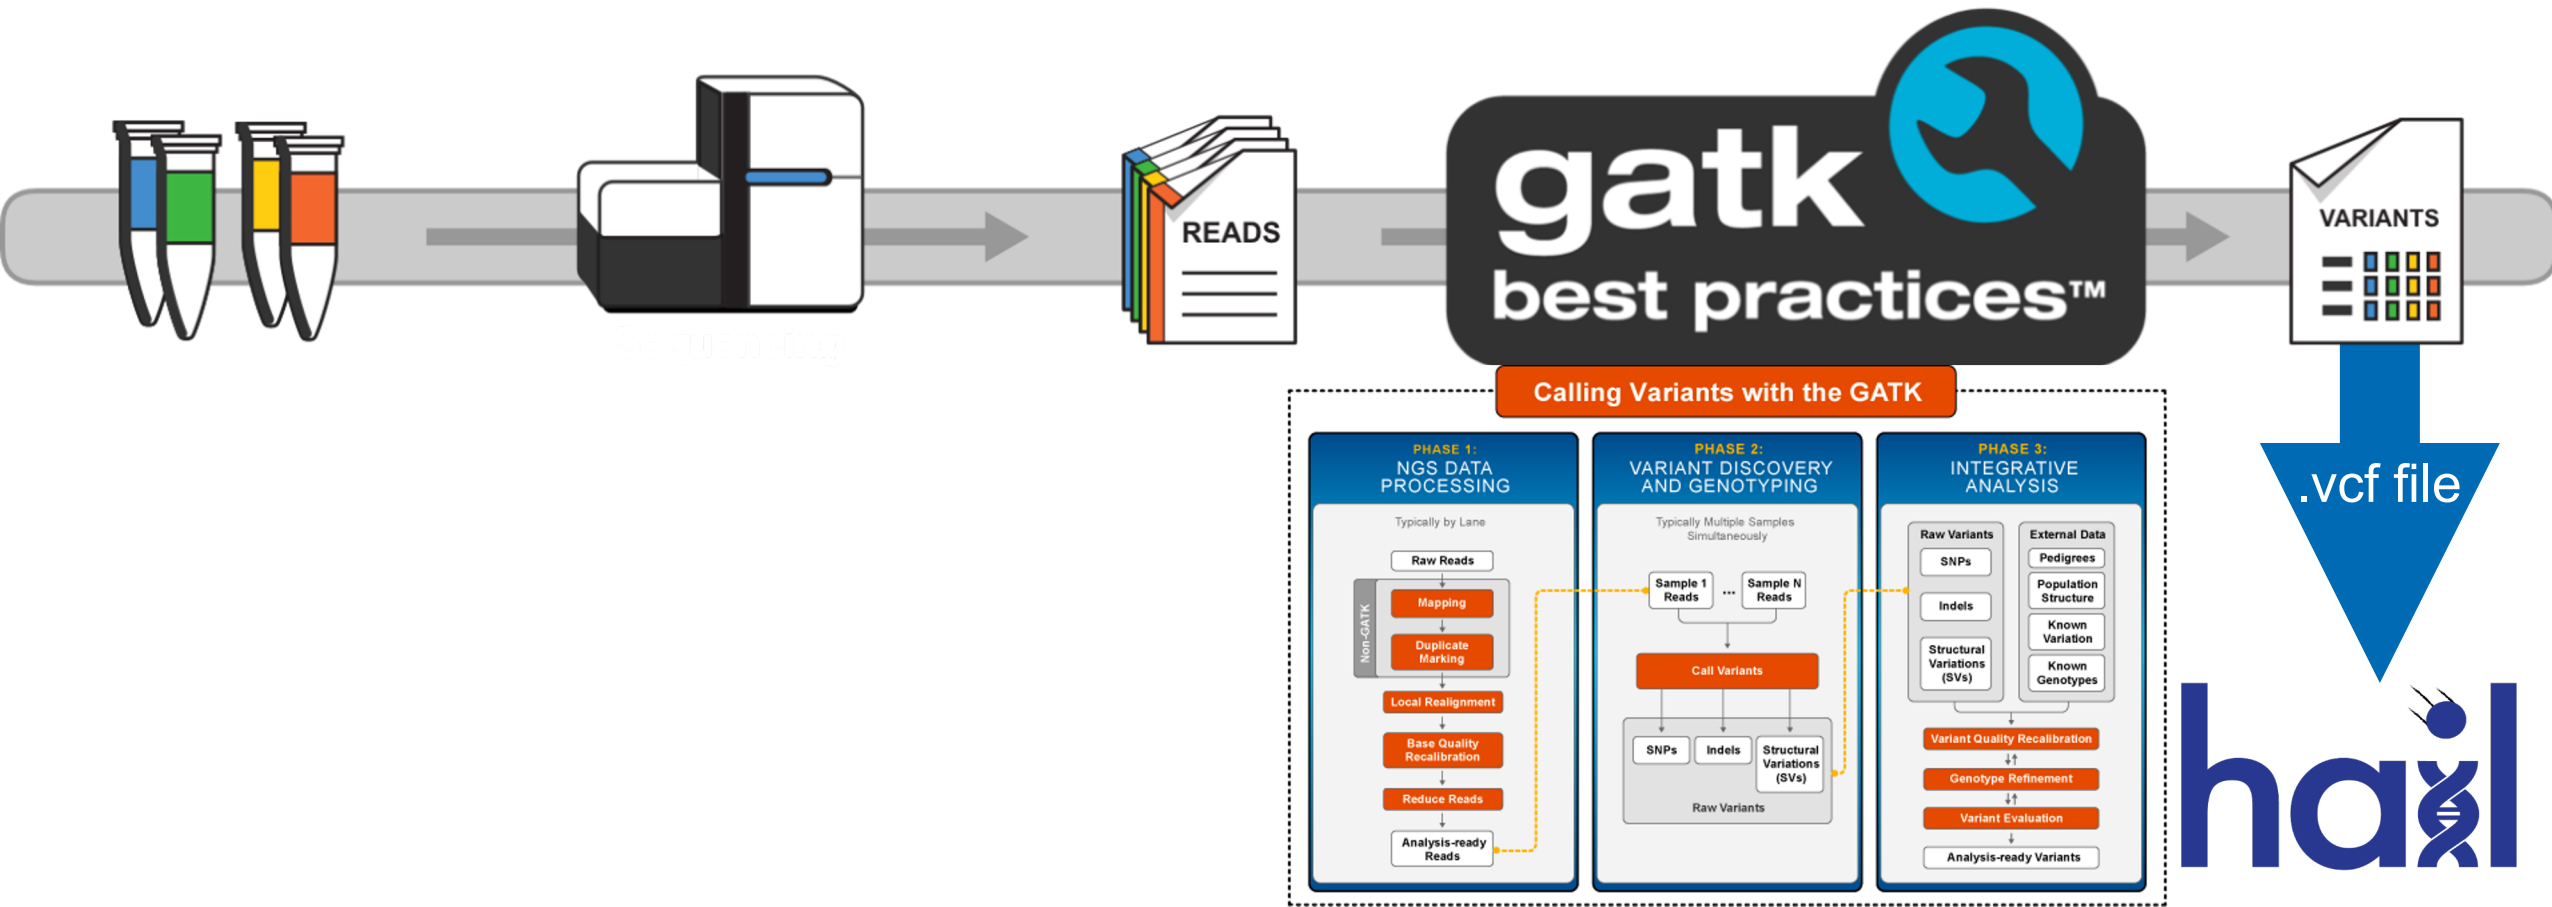 READS
gatk
best practices™
VARIANTS
.vcf file
hail
Calling Variants with the GATK
PHASE 1:
NGS DATA
PROCESSING
Typically by Lane
Raw Reads
Non-GATK
Mapping
Duplicate
Marking
Local Realignment
Base Quality
Recalibration
Reduce Reads
Analysis-ready
Reads
PHASE 2:
VARIANT DISCOVERY
AND GENOTYPING
Typically Multiple Samples
Simultaneously
Sample 1
Reads
...
Sample N
Reads
Call Variants
SNPs
Indels
Structural
Variations
(SVs)
Raw Variants
PHASE 3:
INTEGRATIVE
ANALYSIS
Raw Variants
SNPs
Indels
Structural
Variations
(SVs)
External Data
Pedigrees
Population
Structure
Known
Variation
Known
Genotypes
Variant Quality Recalibration
Genotype Refinement
Variant Evaluation
Analysis-ready Variants